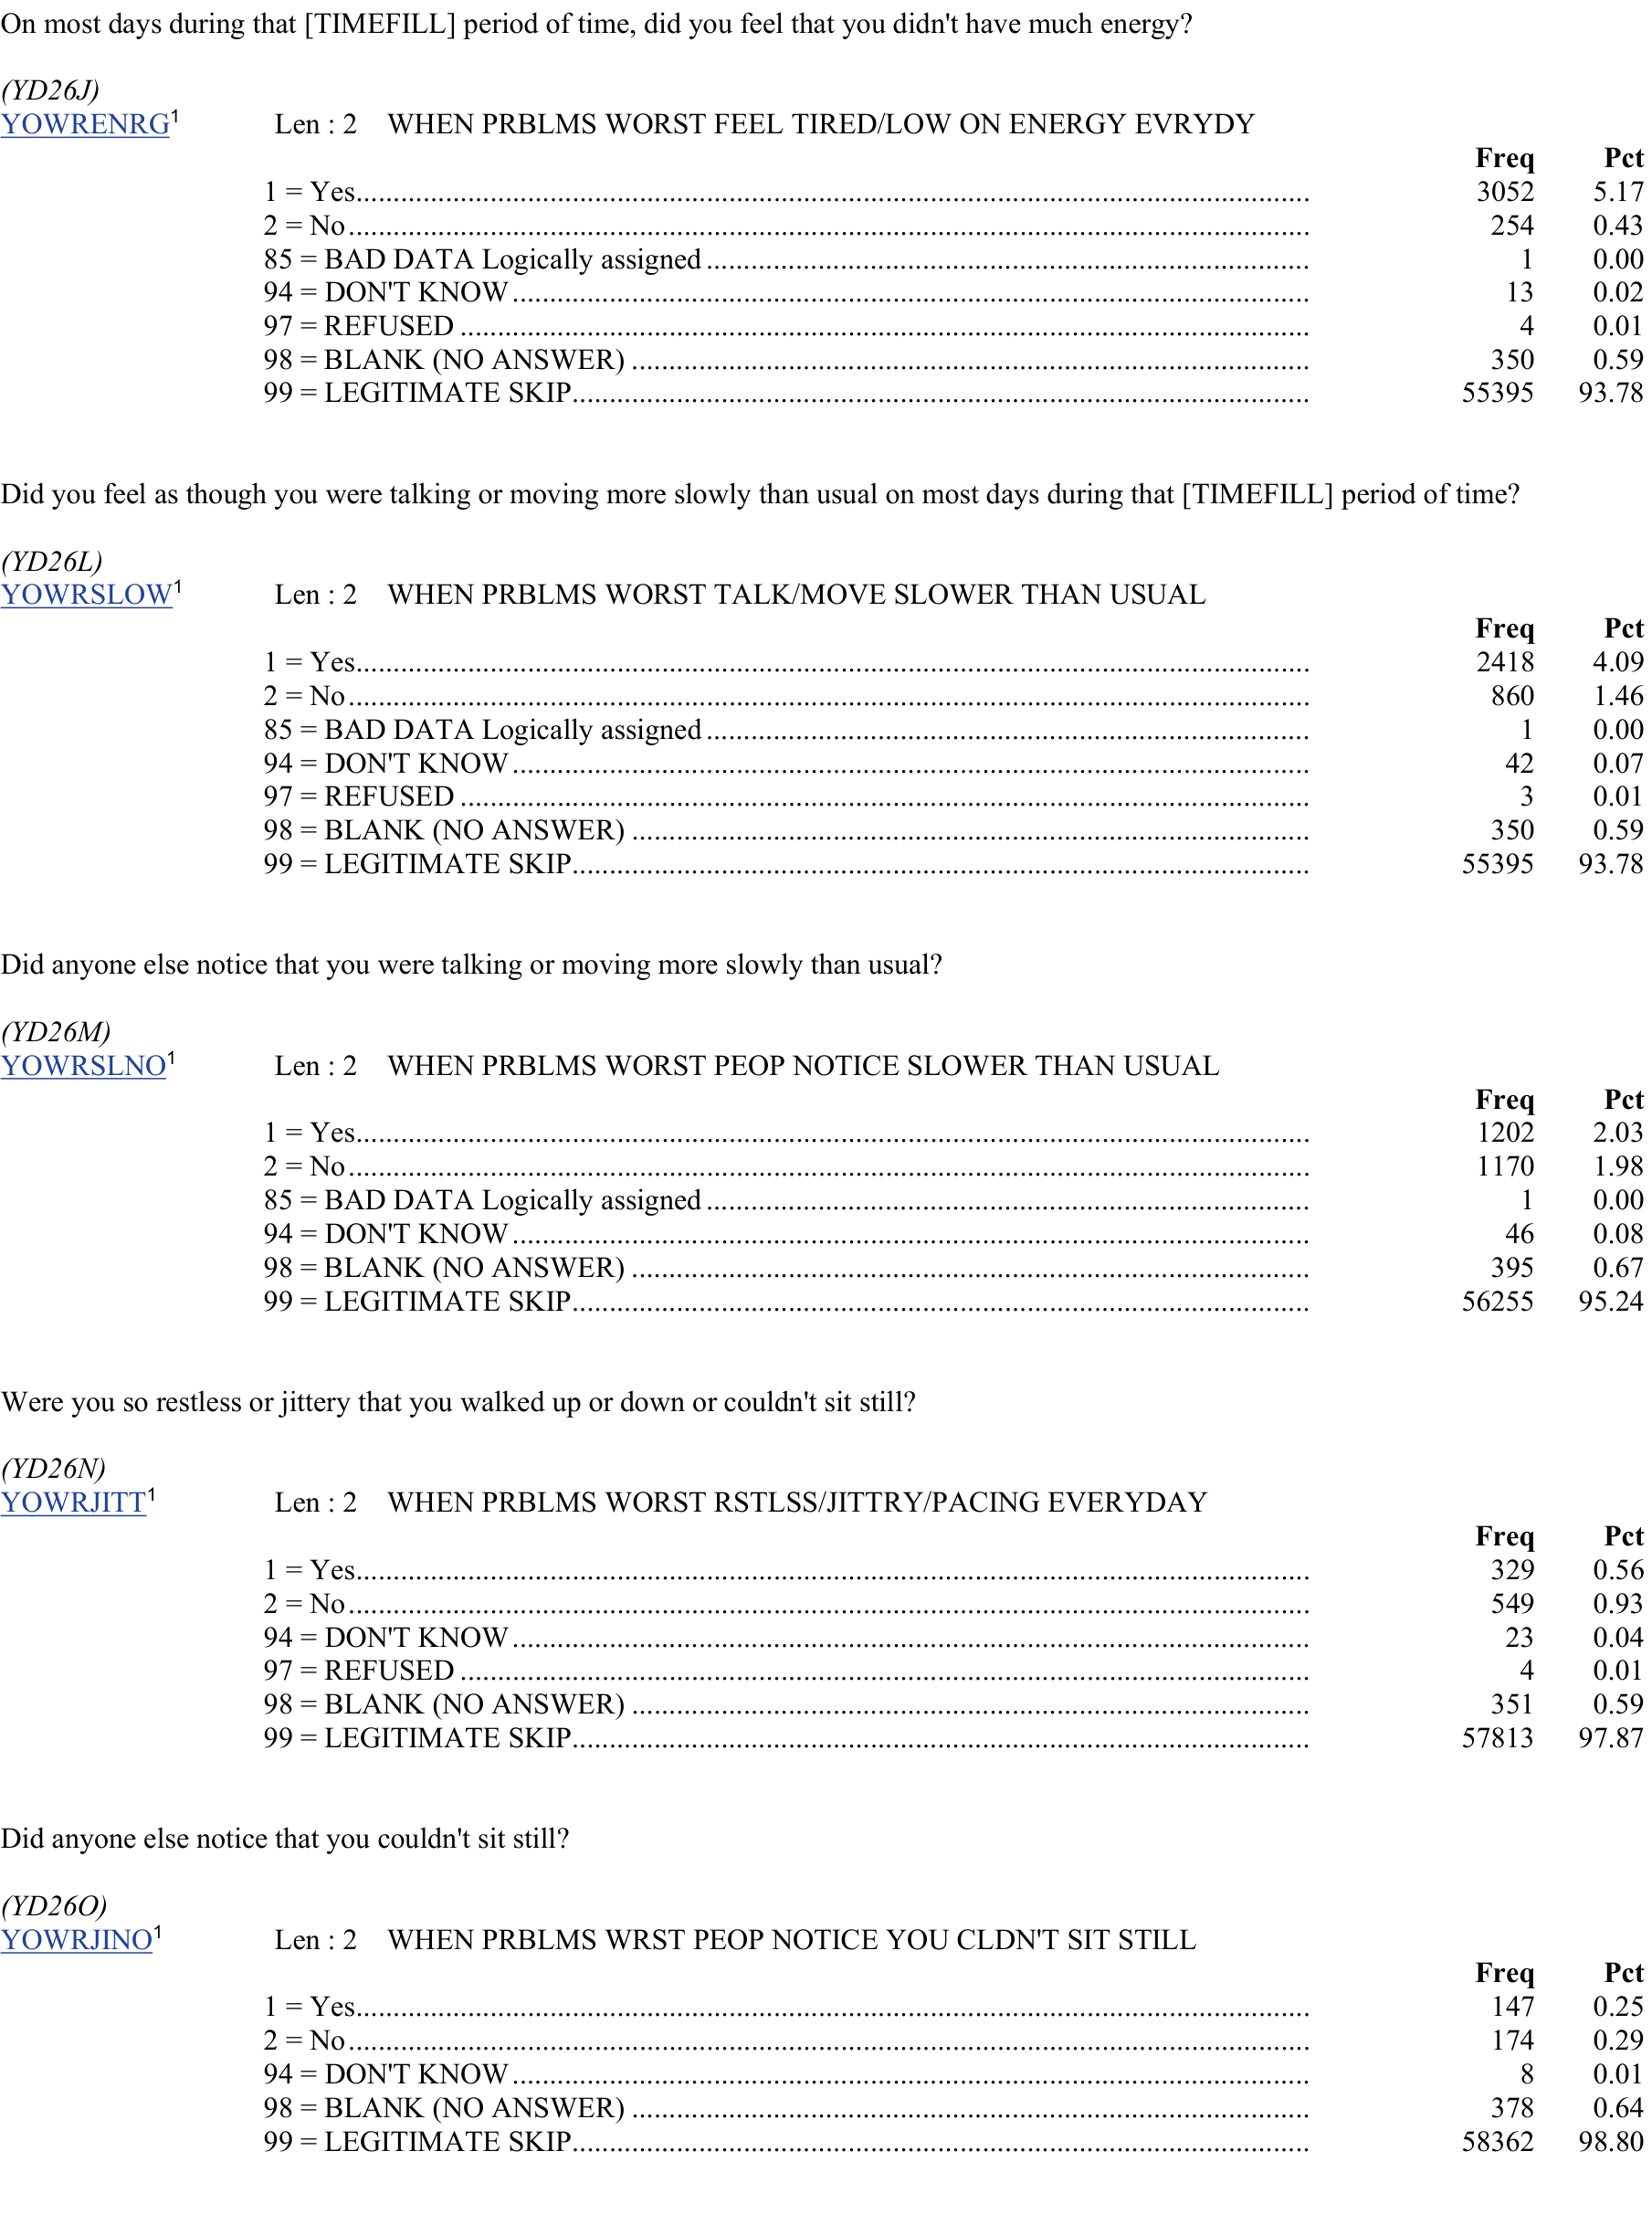 On most days during that [TIMEFILL] period of time, did you feel that you didn't have much energy?
(YD26J)
YOWRENRG1 Len : 2 WHEN PRBLMS WORST FEEL TIRED/LOW ON ENERGY EVRYDY
Freq Pct
1 = Yes 3052 5.17
2 = No 254 0.43
85 = BAD DATA Logically assigned 1 0.00
94 = DON'T KNOW 13 0.02
97 = REFUSED 4 0.01
98 = BLANK (NO ANSWER) 350 0.59
99 = LEGITIMATE SKIP 55395 93.78
Did you feel as though you were talking or moving more slowly than usual on most days during that [TIMEFILL] period of time?
(YD26L)
YOWRSLOW1 Len : 2 WHEN PRBLMS WORST TALK/MOVE SLOWER THAN USUAL
Freq Pct
1 = Yes 2418 4.09
2 = No 860 1.46
85 = BAD DATA Logically assigned 1 0.00
94 = DON'T KNOW 42 0.07
97 = REFUSED 3 0.01
98 = BLANK (NO ANSWER) 350 0.59
99 = LEGITIMATE SKIP 55395 93.78
Did anyone else notice that you were talking or moving more slowly than usual?
(YD26M)
YOWRSLNO1 Len : 2 WHEN PRBLMS WORST PEOP NOTICE SLOWER THAN USUAL
Freq Pct
1 = Yes 1202 2.03
2 = No 1170 1.98
85 = BAD DATA Logically assigned 1 0.00
94 = DON'T KNOW 46 0.08
98 = BLANK (NO ANSWER) 395 0.67
99 = LEGITIMATE SKIP 56255 95.24
Were you so restless or jittery that you walked up or down or couldn't sit still?
(YD26N)
YOWRJITT1 Len : 2 WHEN PRBLMS WORST RSTLSS/JITTRY/PACING EVERYDAY
Freq Pct
1 = Yes 329 0.56
2 = No 549 0.93
94 = DON'T KNOW 23 0.04
97 = REFUSED 4 0.01
98 = BLANK (NO ANSWER) 351 0.59
99 = LEGITIMATE SKIP 57813 97.87
Did anyone else notice that you couldn't sit still?
(YD26O)
YOWRJINO1 Len : 2 WHEN PRBLMS WRST PEOP NOTICE YOU CLDN'T SIT STILL
Freq Pct
1 = Yes 147 0.25
2 = No 174 0.29
94 = DON'T KNOW 8 0.01
98 = BLANK (NO ANSWER) 378 0.64
99 = LEGITIMATE SKIP 58362 98.80